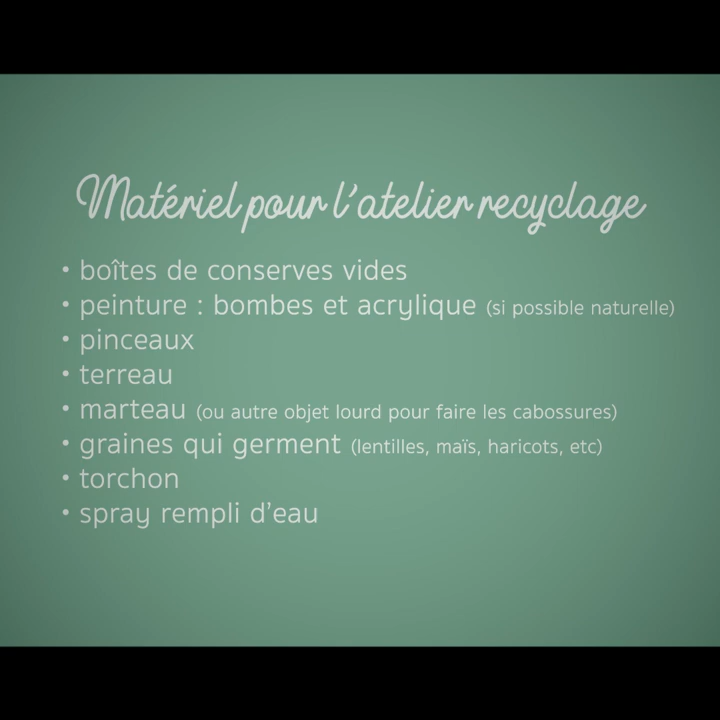 Matériel pour l'atelier recyclage
• boîtes de conserves vides
• peinture : bombes et acrylique (si possible naturelle)
• pinceaux
• terreau
• marteau (ou autre objet lourd pour faire les cabossures)
• graines qui germent (lentilles, maïs, haricots, etc)
• torchon
• spray rempli d'eau